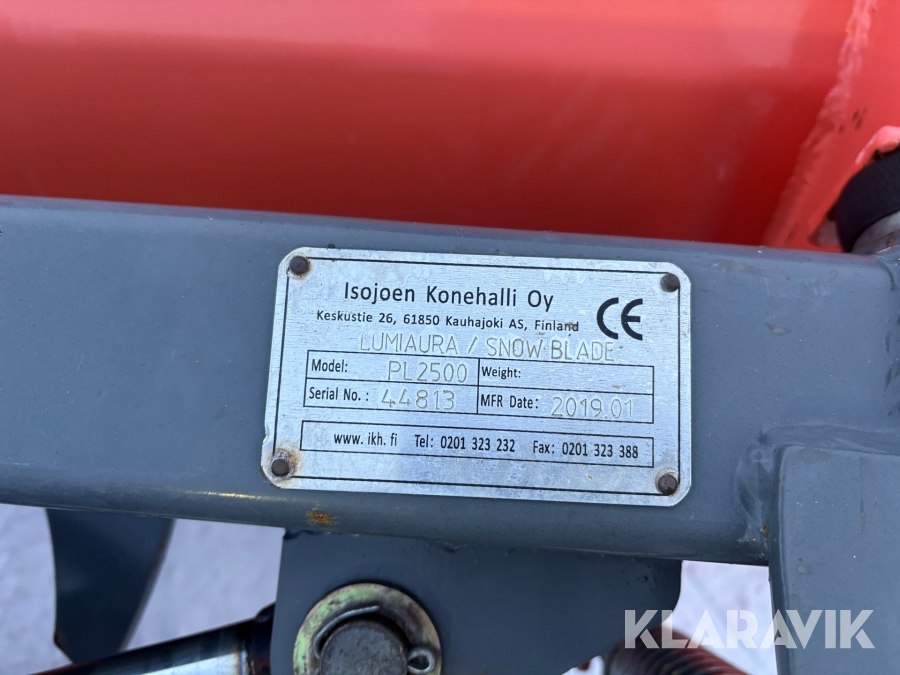 Isojoen Konehalli Oy
Keskustie 26, 61850 Kauhajoki AS, Finland
CE
LUMIAURA / SNOW BLADE
Model: PL2500 Weight:
Serial No.: 44813 MFR Date: 2019.01
www.ikh.fi Tel: 0201 323 232 Fax: 0201 323 388
KLARAVIK